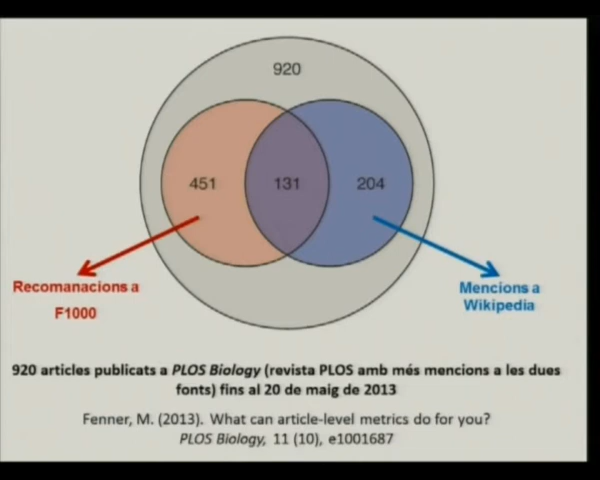 920
451 131 204
Recomanacions a
F1000
Mencions a
Wikipedia
920 articles publicats a PLOS Biology (revista PLOS amb més mencions a les dues
fonts) fins al 20 de maig de 2013
Fenner, M. (2013). What can article-level metrics do for you?
PLOS Biology, 11 (10), e1001687